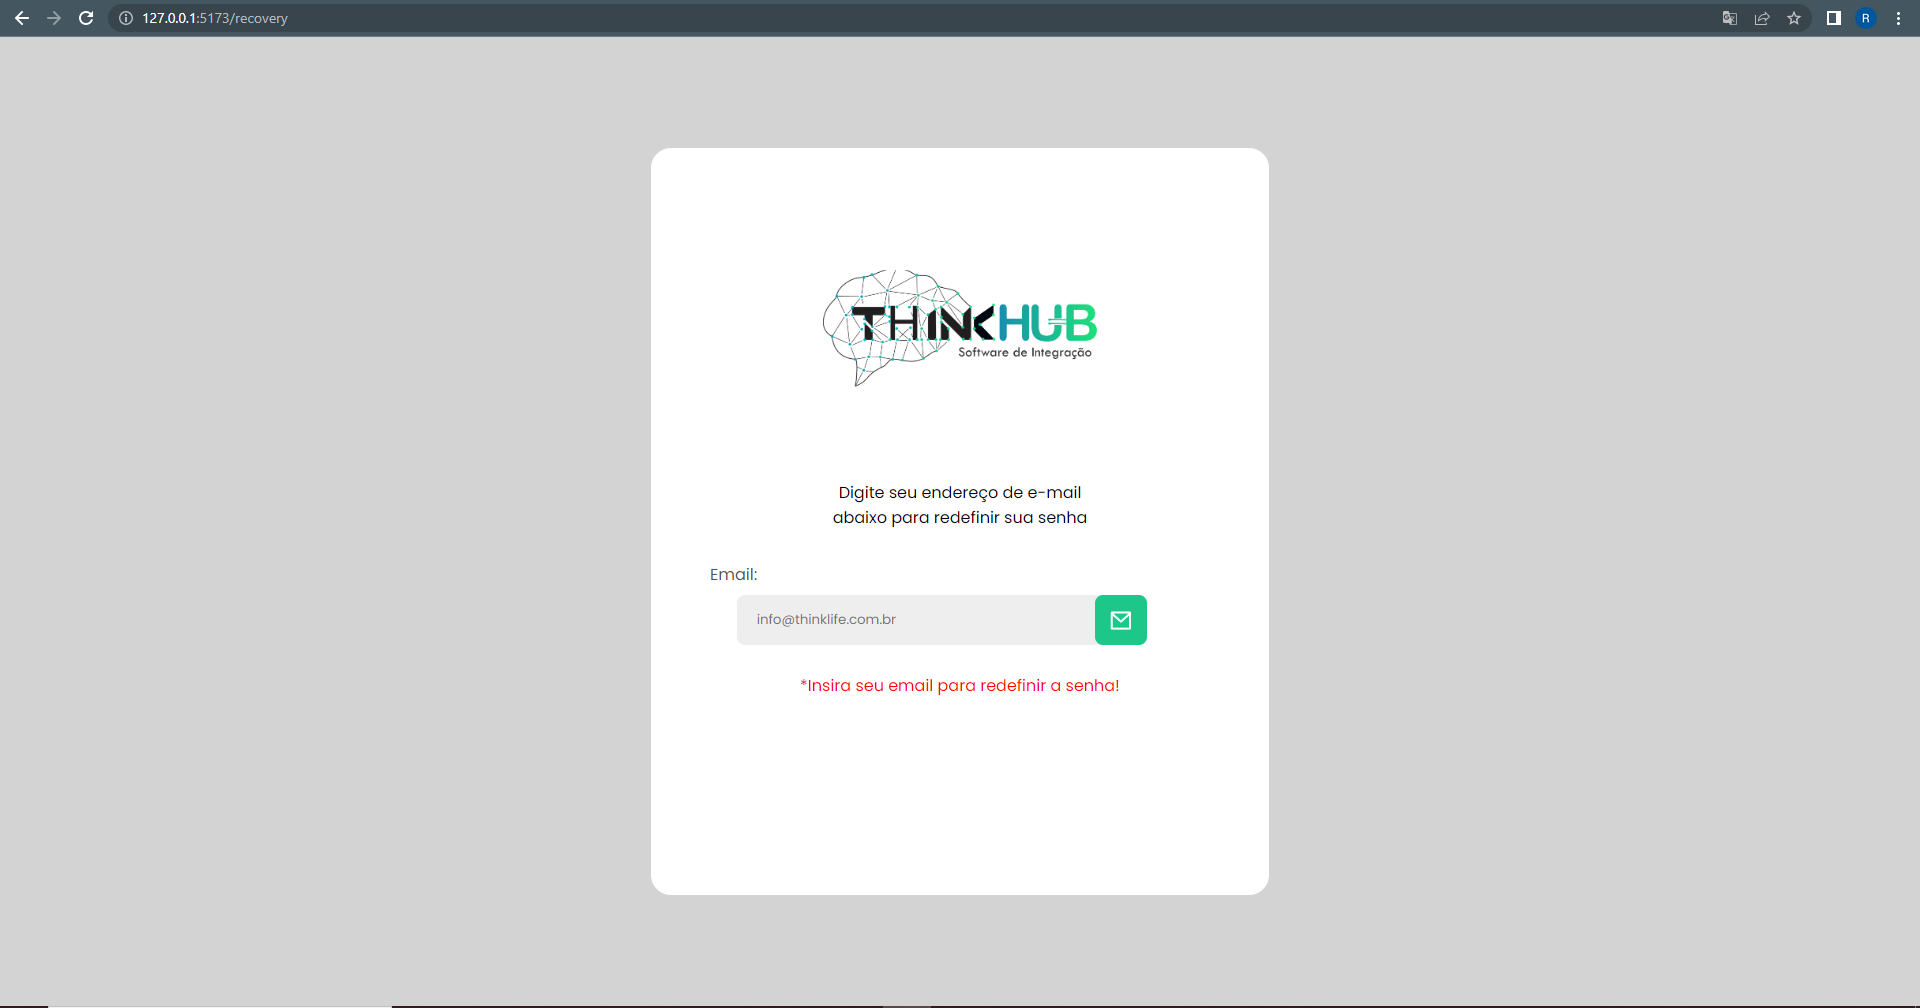 127.0.0.1:5173/recovery
R
THINKHUB
Software de Integração
Digite seu endereço de e-mail
abaixo para redefinir sua senha
Email:
info@thinklife.com.br
*Insira seu email para redefinir a senha!